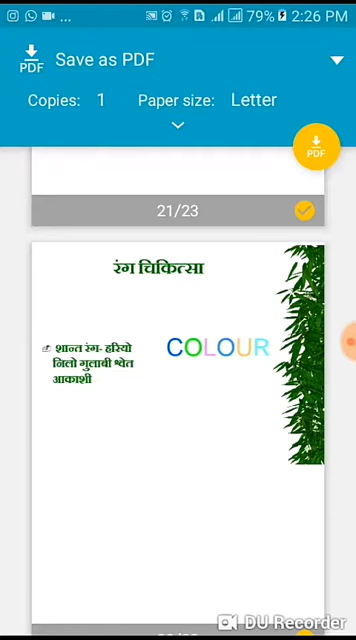 79% 2:26 PM
PDF
Save as PDF
Copies: 1 Paper size: Letter
PDF
21/23
रंग चिकित्सा
शान्त रंग- हरियो
निलो गुलाबी श्वेत
आकाशी
COLOUR
DU Recorder